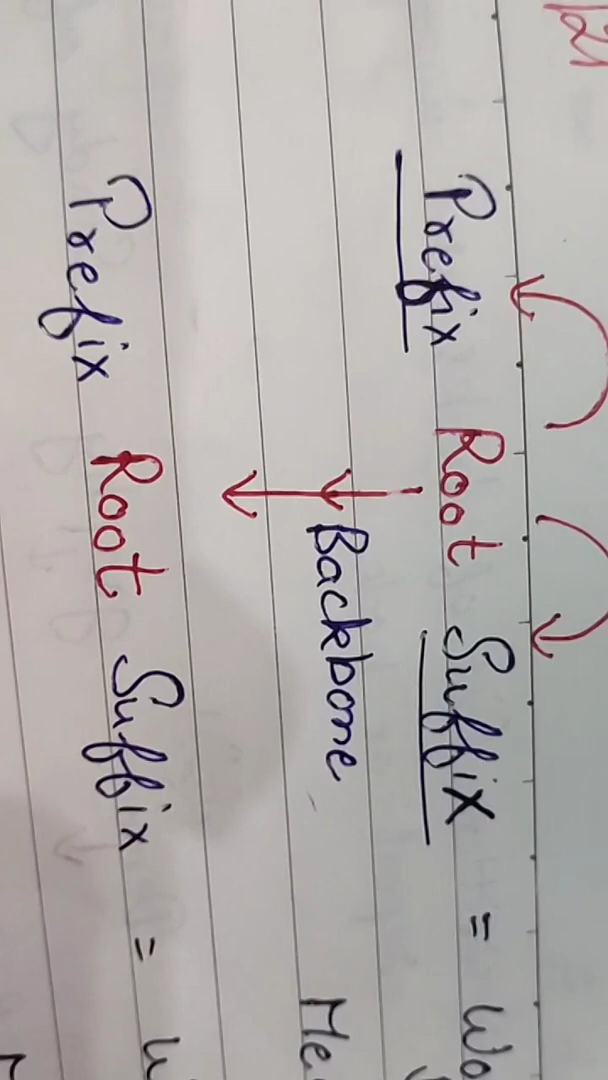 Prefix Root Suffix =
Backbone
Prefix Root Suffix =